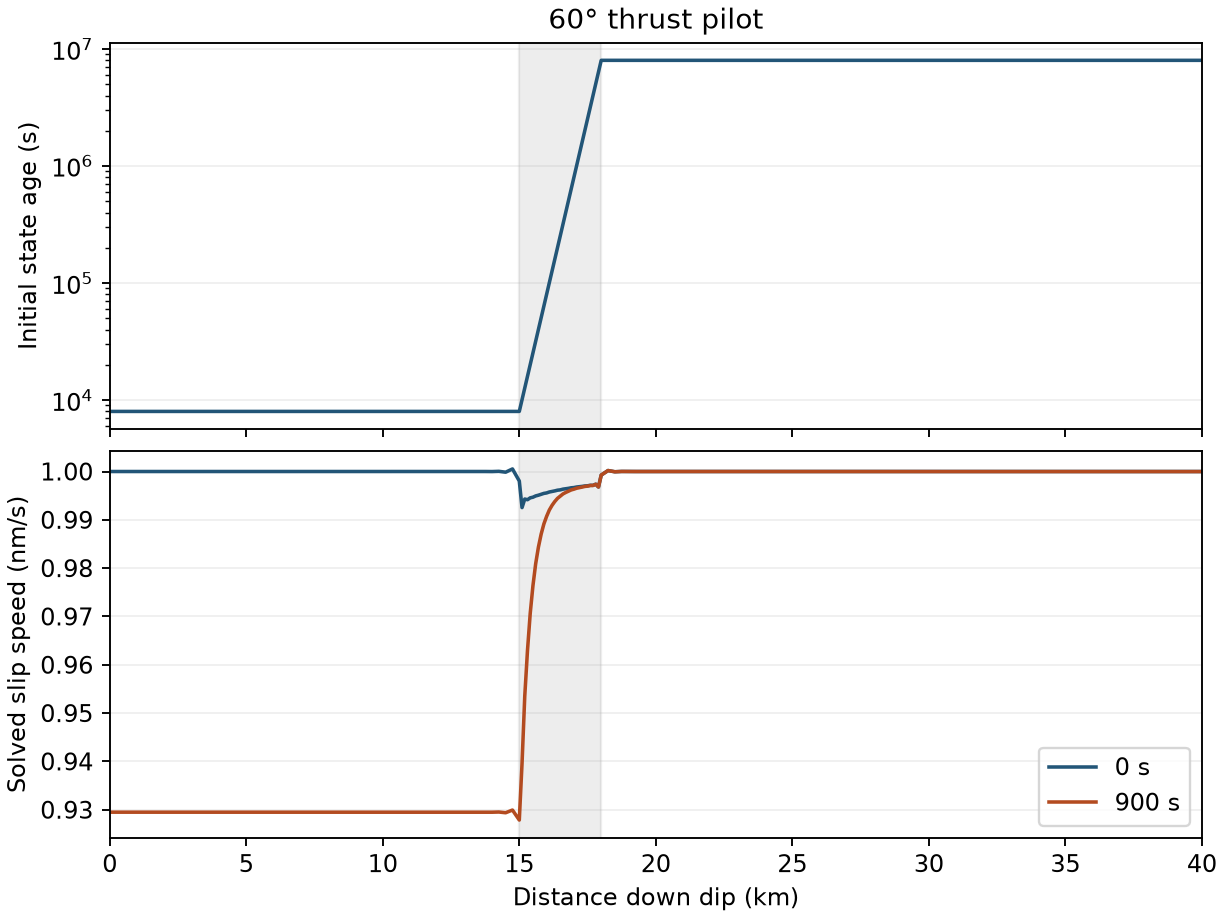 60° thrust pilot
Initial state age (s)
10⁷
10⁶
10⁵
10⁴
Solved slip speed (nm/s)
1.00
0.99
0.98
0.97
0.96
0.95
0.94
0.93
0 s
900 s
0 5 10 15 20 25 30 35 40
Distance down dip (km)